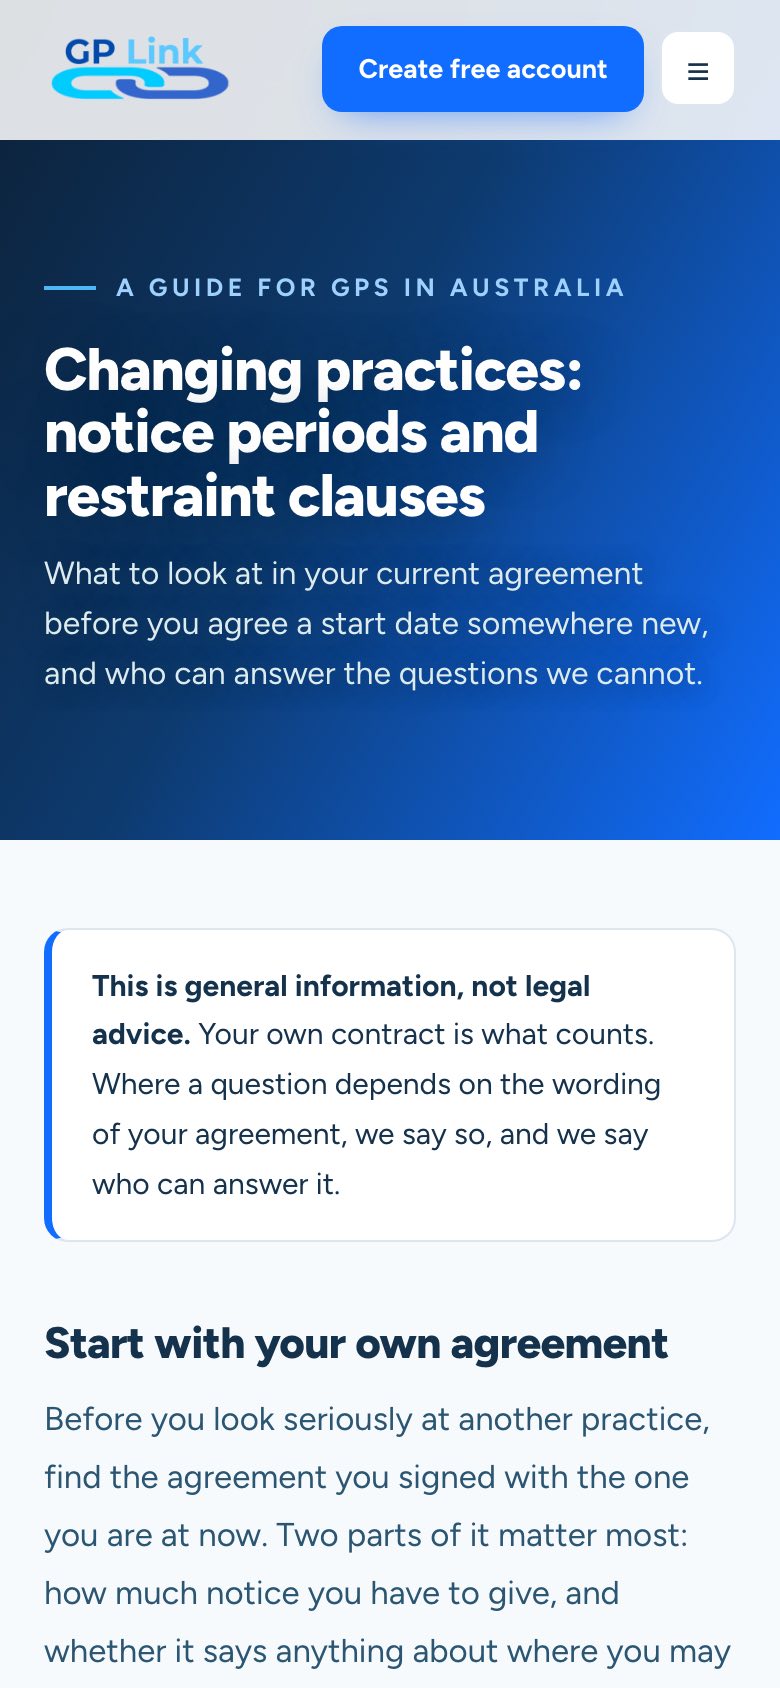 GP Link
Create free account
A GUIDE FOR GPS IN AUSTRALIA
Changing practices:
notice periods and
restraint clauses
What to look at in your current agreement
before you agree a start date somewhere new,
and who can answer the questions we cannot.
This is general information, not legal
advice. Your own contract is what counts.
Where a question depends on the wording
of your agreement, we say so, and we say
who can answer it.
Start with your own agreement
Before you look seriously at another practice,
find the agreement you signed with the one
you are at now. Two parts of it matter most:
how much notice you have to give, and
whether it says anything about where you may